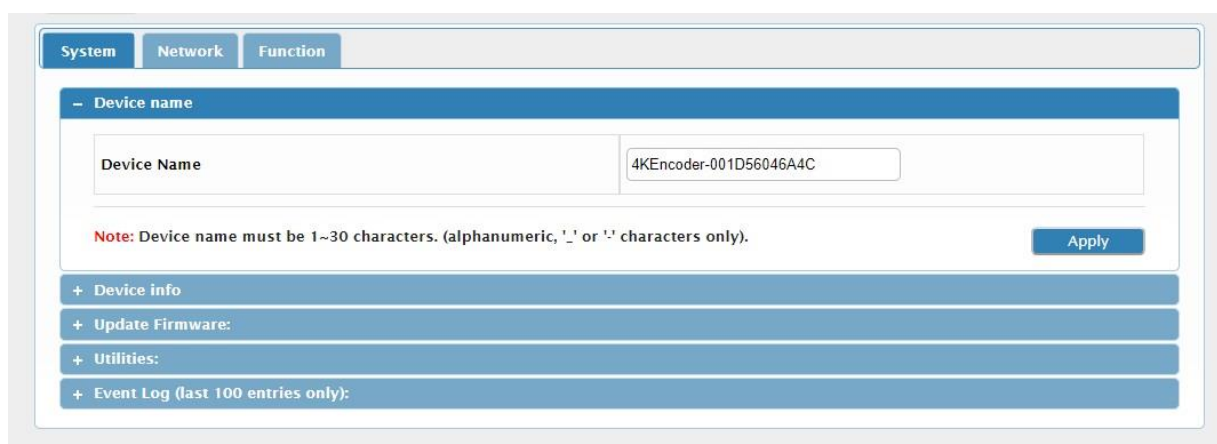 System Network Function
– Device name
Device Name 4KEncoder-001D56046A4C
Note: Device name must be 1~30 characters. (alphanumeric, '_' or '-' characters only). Apply
+ Device info
+ Update Firmware:
+ Utilities:
+ Event Log (last 100 entries only):